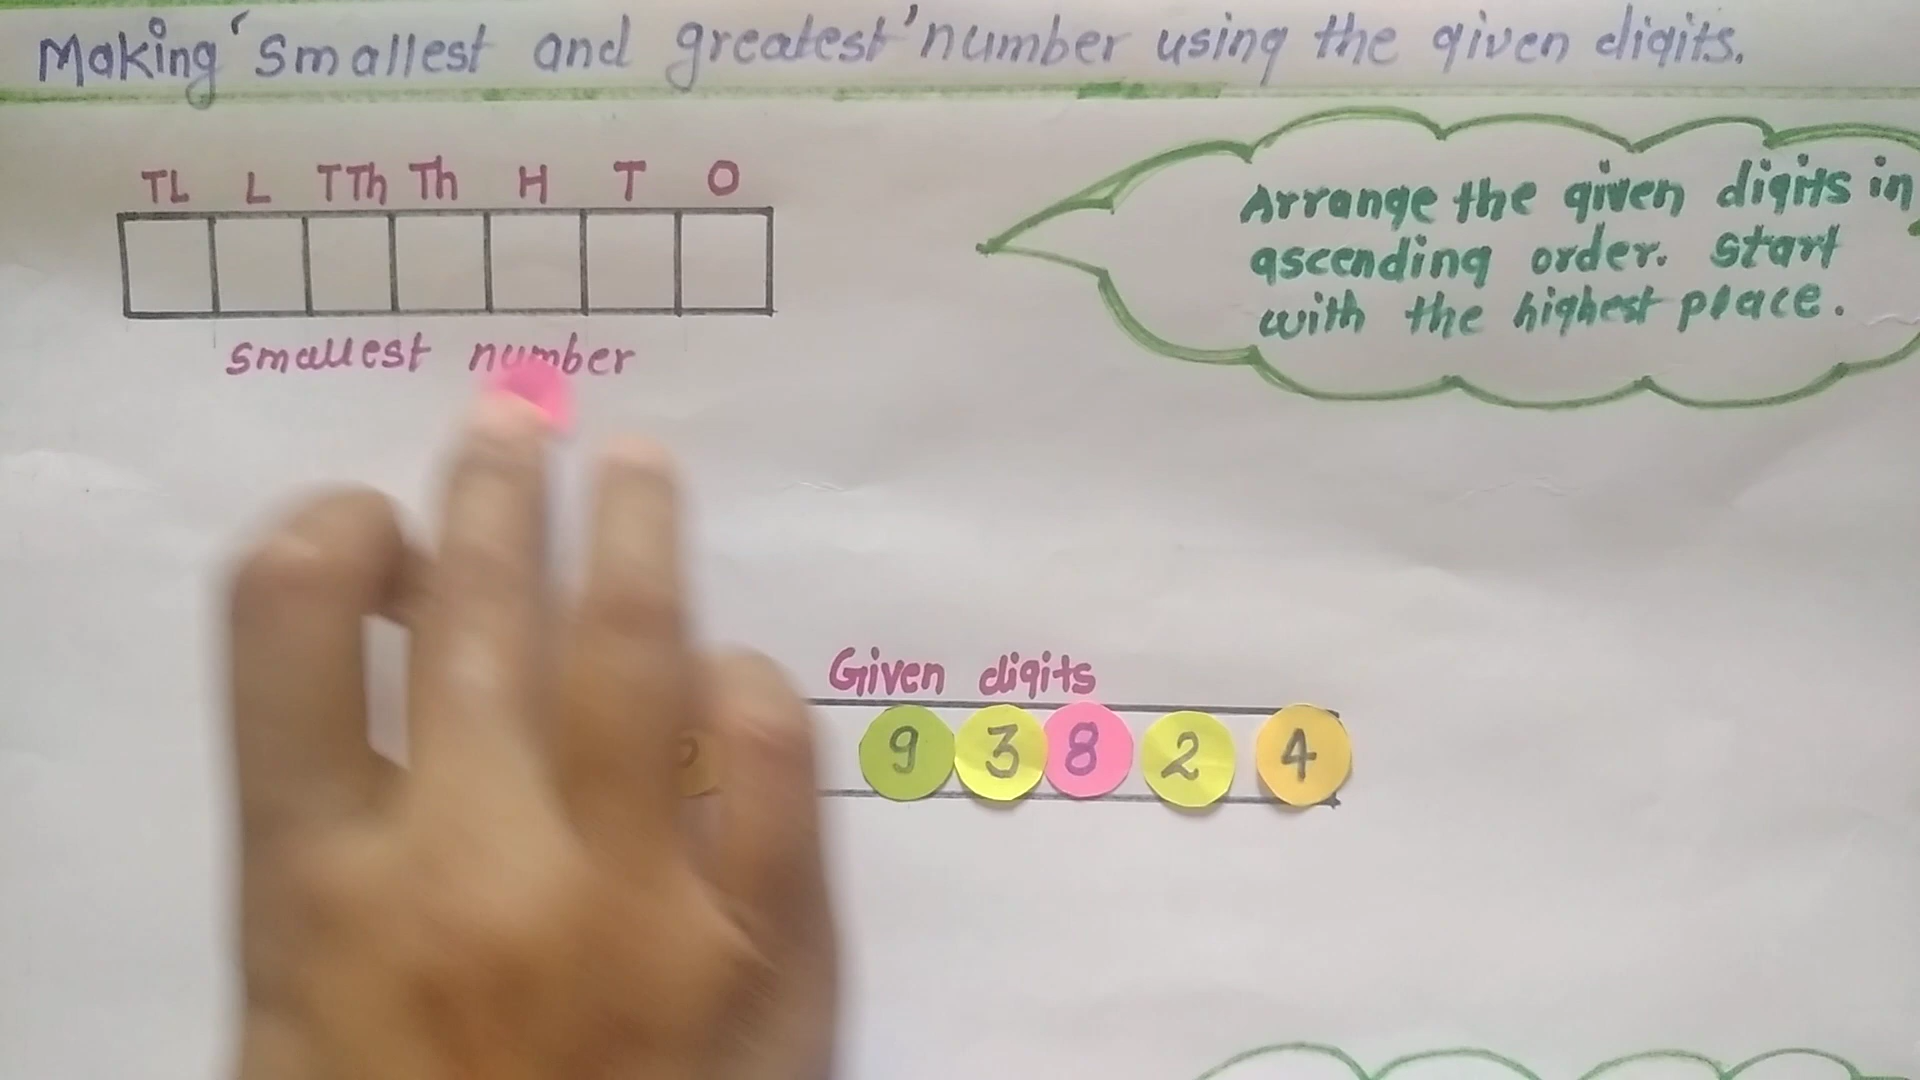 Making 'Smallest and greatest' number using the given digits.
TL L TTh Th H T O
Smallest number
Arrange the given digits in
ascending order. Start
with the highest place.
Given digits
9 3 8 2 4